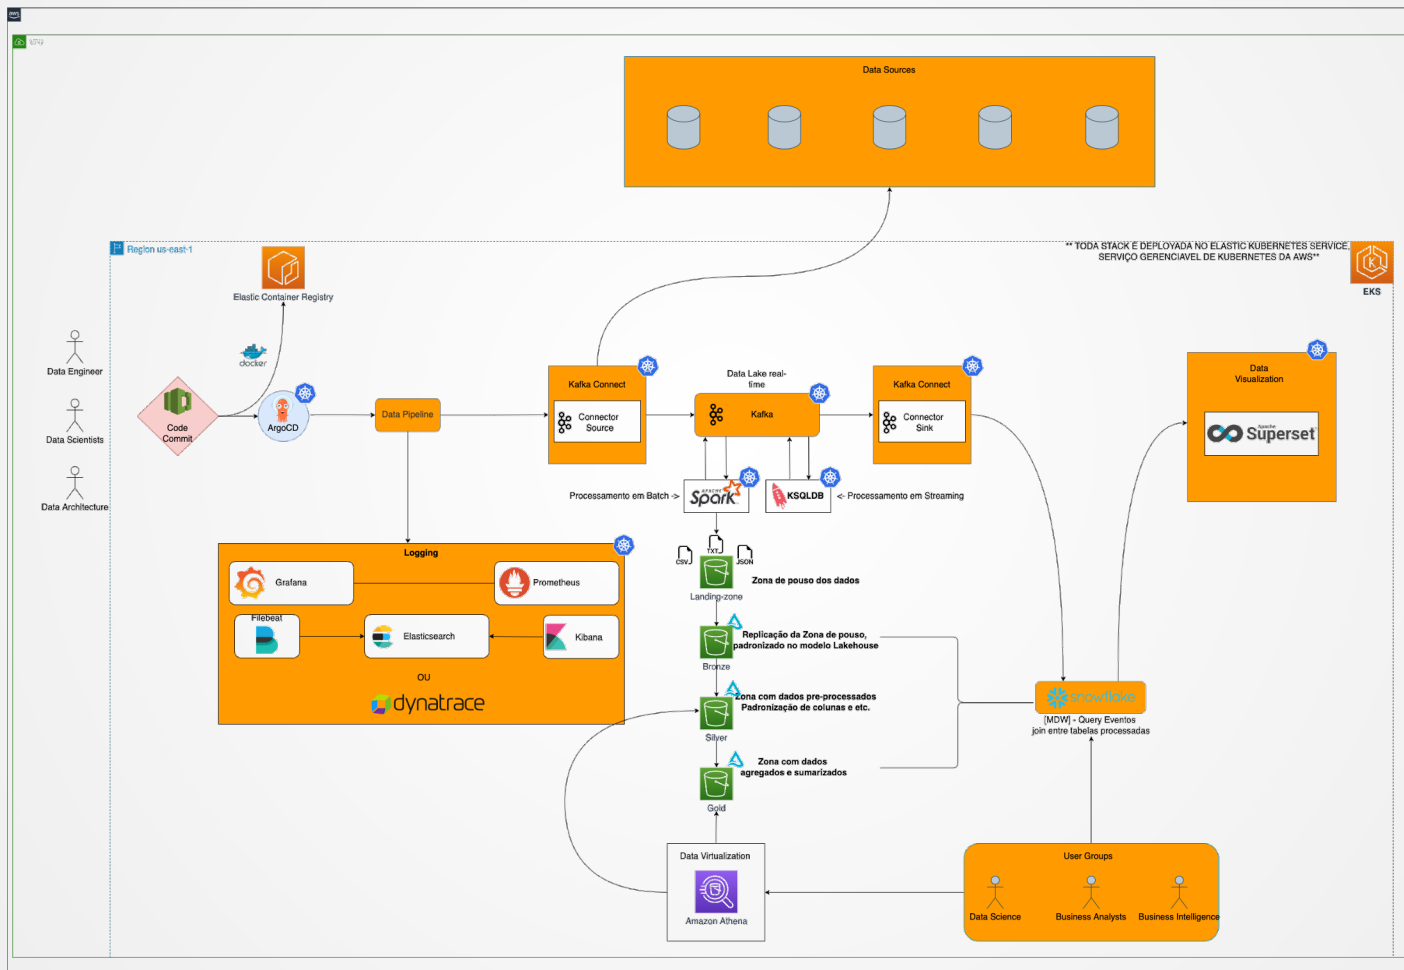 aws
Data Sources
Region us-east-1
** TODA STACK É DEPLOYADA NO ELASTIC KUBERNETES SERVICE,
SERVIÇO GERENCIAVEL DE KUBERNETES DA AWS**
EKS
Elastic Container Registry
docker
Data Engineer
Data Scientists
Data Architecture
Code
Commit
ArgoCD
Data Pipeline
Kafka Connect
Connector
Source
Data Lake real-
time
Kafka
Kafka Connect
Connector
Sink
Data
Visualization
Apache
Superset
Processamento em Batch ->
APACHE
Spark
KSQLDB
<- Processamento em Streaming
Logging
Grafana
Prometheus
Filebeat
Elasticsearch
Kibana
OU
dynatrace
CSV
TXT
JSON
Landing-zone
Zona de pouso dos dados
Bronze
Replicação da Zona de pouso,
padronizado no modelo Lakehouse
Silver
Zona com dados pre-processados
Padronização de colunas e etc.
Gold
Zona com dados
agregados e sumarizados
snowflake
[MDW] - Query Eventos
join entre tabelas processadas
Data Virtualization
Amazon Athena
User Groups
Data Science
Business Analysts
Business Intelligence